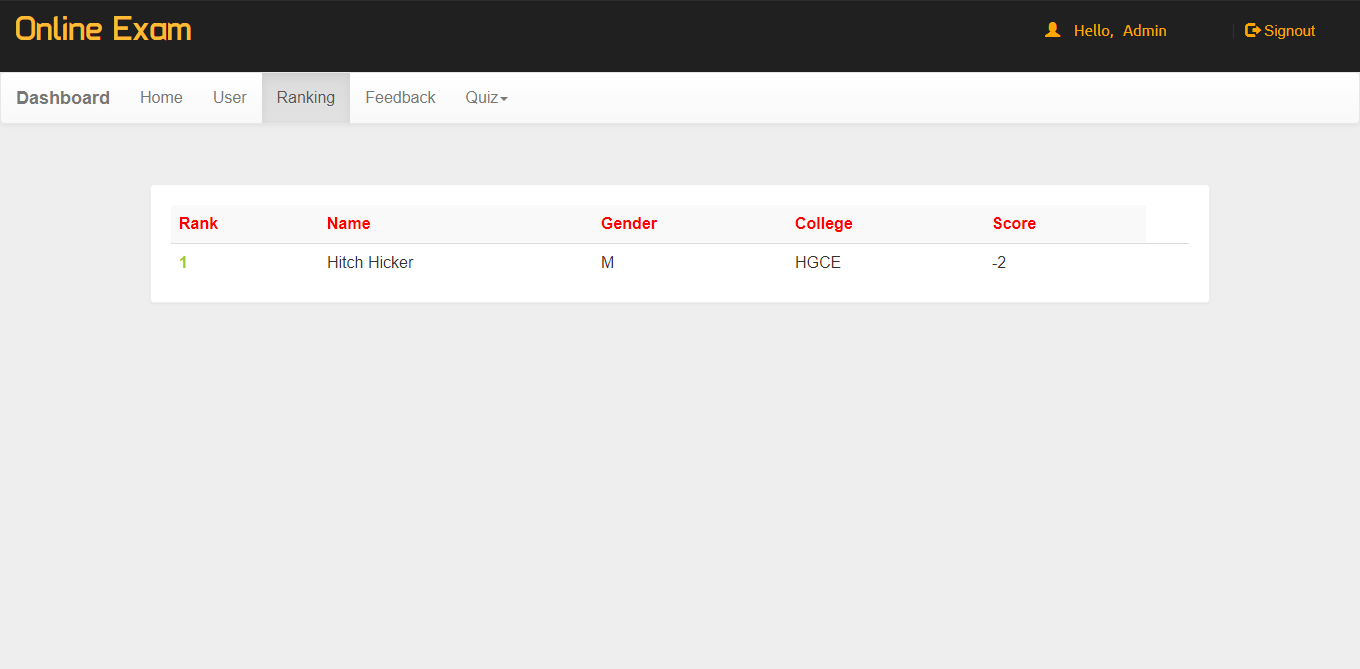 Online Exam
Hello, Admin
Signout
Dashboard Home User Ranking Feedback Quiz
Rank Name Gender College Score
1 Hitch Hicker M HGCE -2